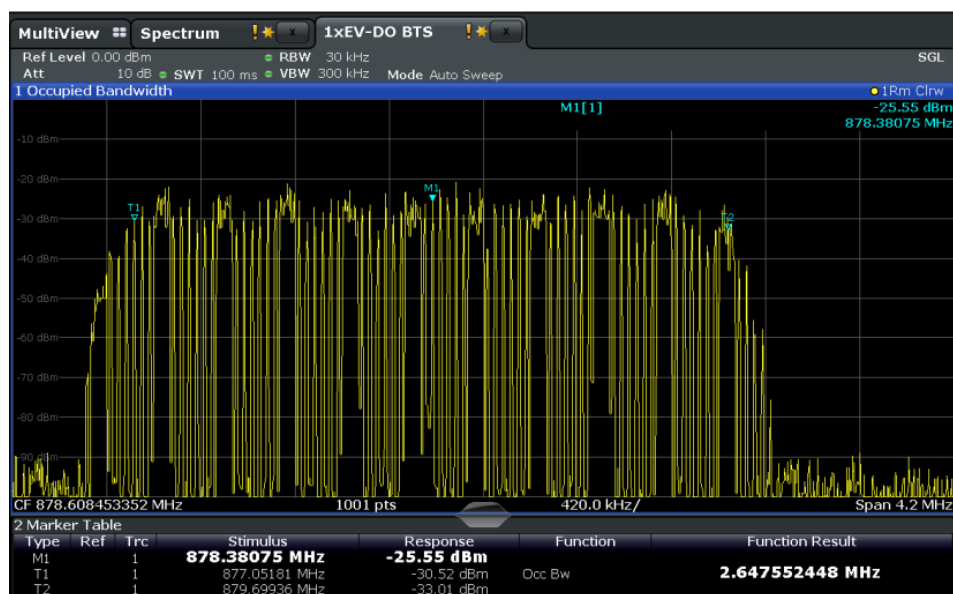 MultiView Spectrum ! x 1xEV-DO BTS ! x
Ref Level 0.00 dBm RBW 30 kHz SGL
Att 10 dB SWT 100 ms VBW 300 kHz Mode Auto Sweep
1 Occupied Bandwidth 1Rm Clrw
M1[1] -25.55 dBm
878.38075 MHz
-10 dBm
-20 dBm
M1
T1
T2
-30 dBm
-40 dBm
-50 dBm
-60 dBm
-70 dBm
-80 dBm
-90 dBm
CF 878.608453352 MHz 1001 pts 420.0 kHz/ Span 4.2 MHz
2 Marker Table
Type Ref Trc Stimulus Response Function Function Result
M1 1 878.38075 MHz -25.55 dBm
T1 1 877.05181 MHz -30.52 dBm Occ Bw 2.647552448 MHz
T2 1 879.69936 MHz -33.01 dBm